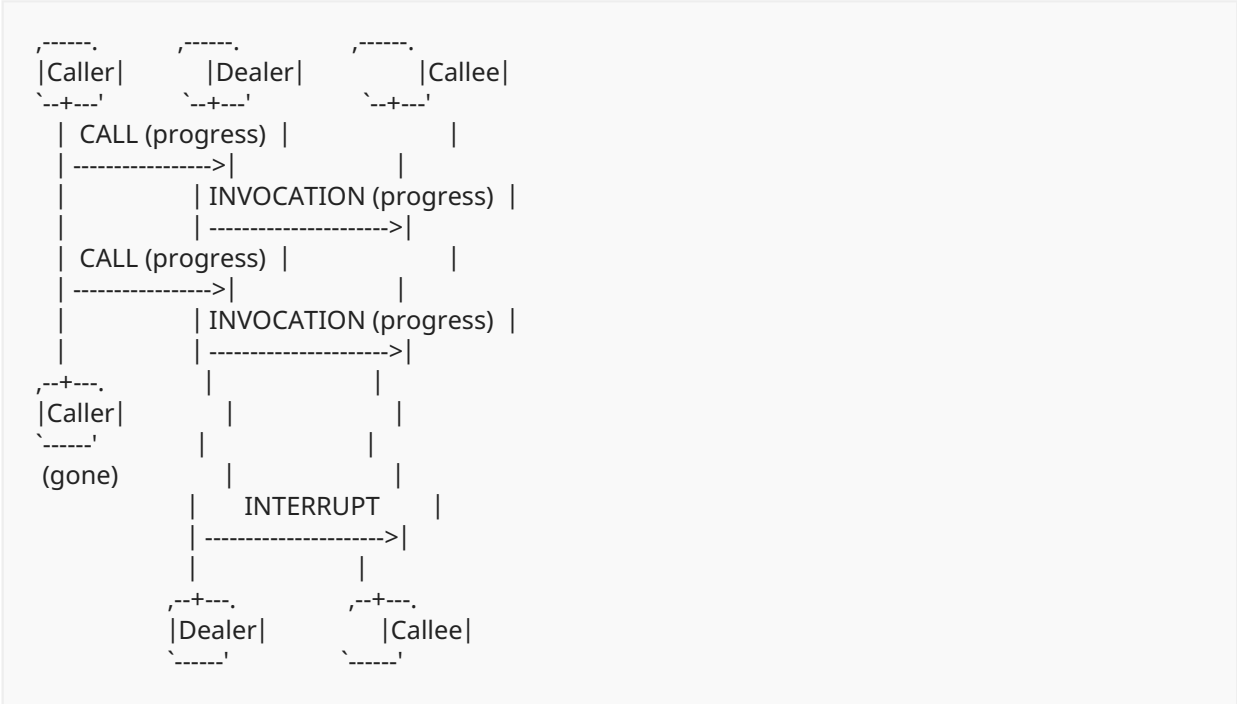 ,------.          ,------.              ,------.
|Caller|          |Dealer|              |Callee|
`--+---'          `--+---'              `--+---'
   | CALL (progress) |                     |
   | ----------------->|                     |
   |                 | INVOCATION (progress) |
   |                 | ---------------------->|
   | CALL (progress) |                     |
   | ----------------->|                     |
   |                 | INVOCATION (progress) |
   |                 | ---------------------->|
,--+---.             |                     |
|Caller|             |                     |
`------'             |                     |
 (gone)              |                     |
                     |      INTERRUPT      |
                     | ---------------------->|
                     |                     |
                  ,--+---.              ,--+---.
                  |Dealer|              |Callee|
                  `------'              `------'